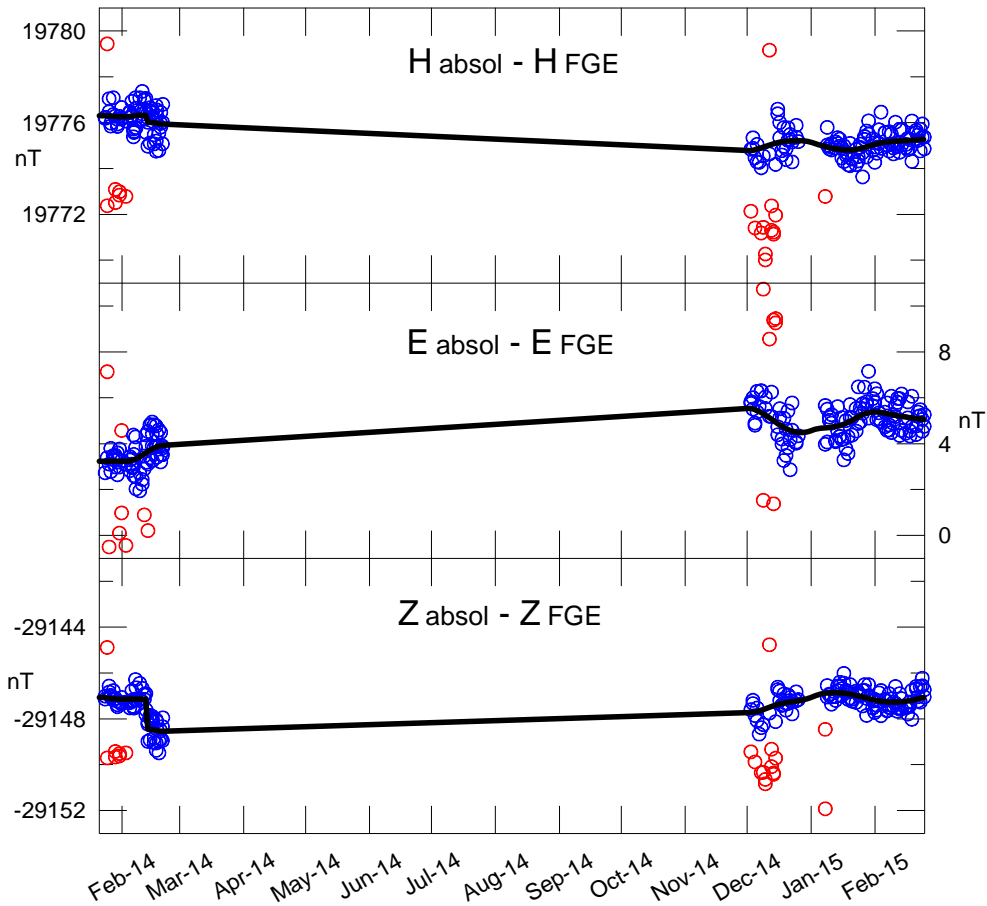 19780
H absol - H FGE
19776
nT
19772
E absol - E FGE
8
nT
4
0
Z absol - Z FGE
-29144
nT
-29148
-29152
Feb-14 Mar-14 Apr-14 May-14 Jun-14 Jul-14 Aug-14 Sep-14 Oct-14 Nov-14 Dec-14 Jan-15 Feb-15